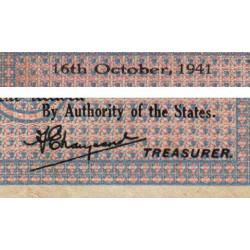 16th October, 1941
By Authority of the States.
TREASURER.